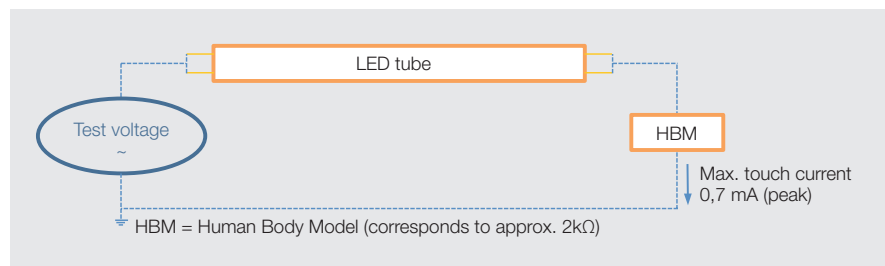 LED tube
Test voltage
~
HBM
Max. touch current
0,7 mA (peak)
HBM = Human Body Model (corresponds to approx. 2kΩ)